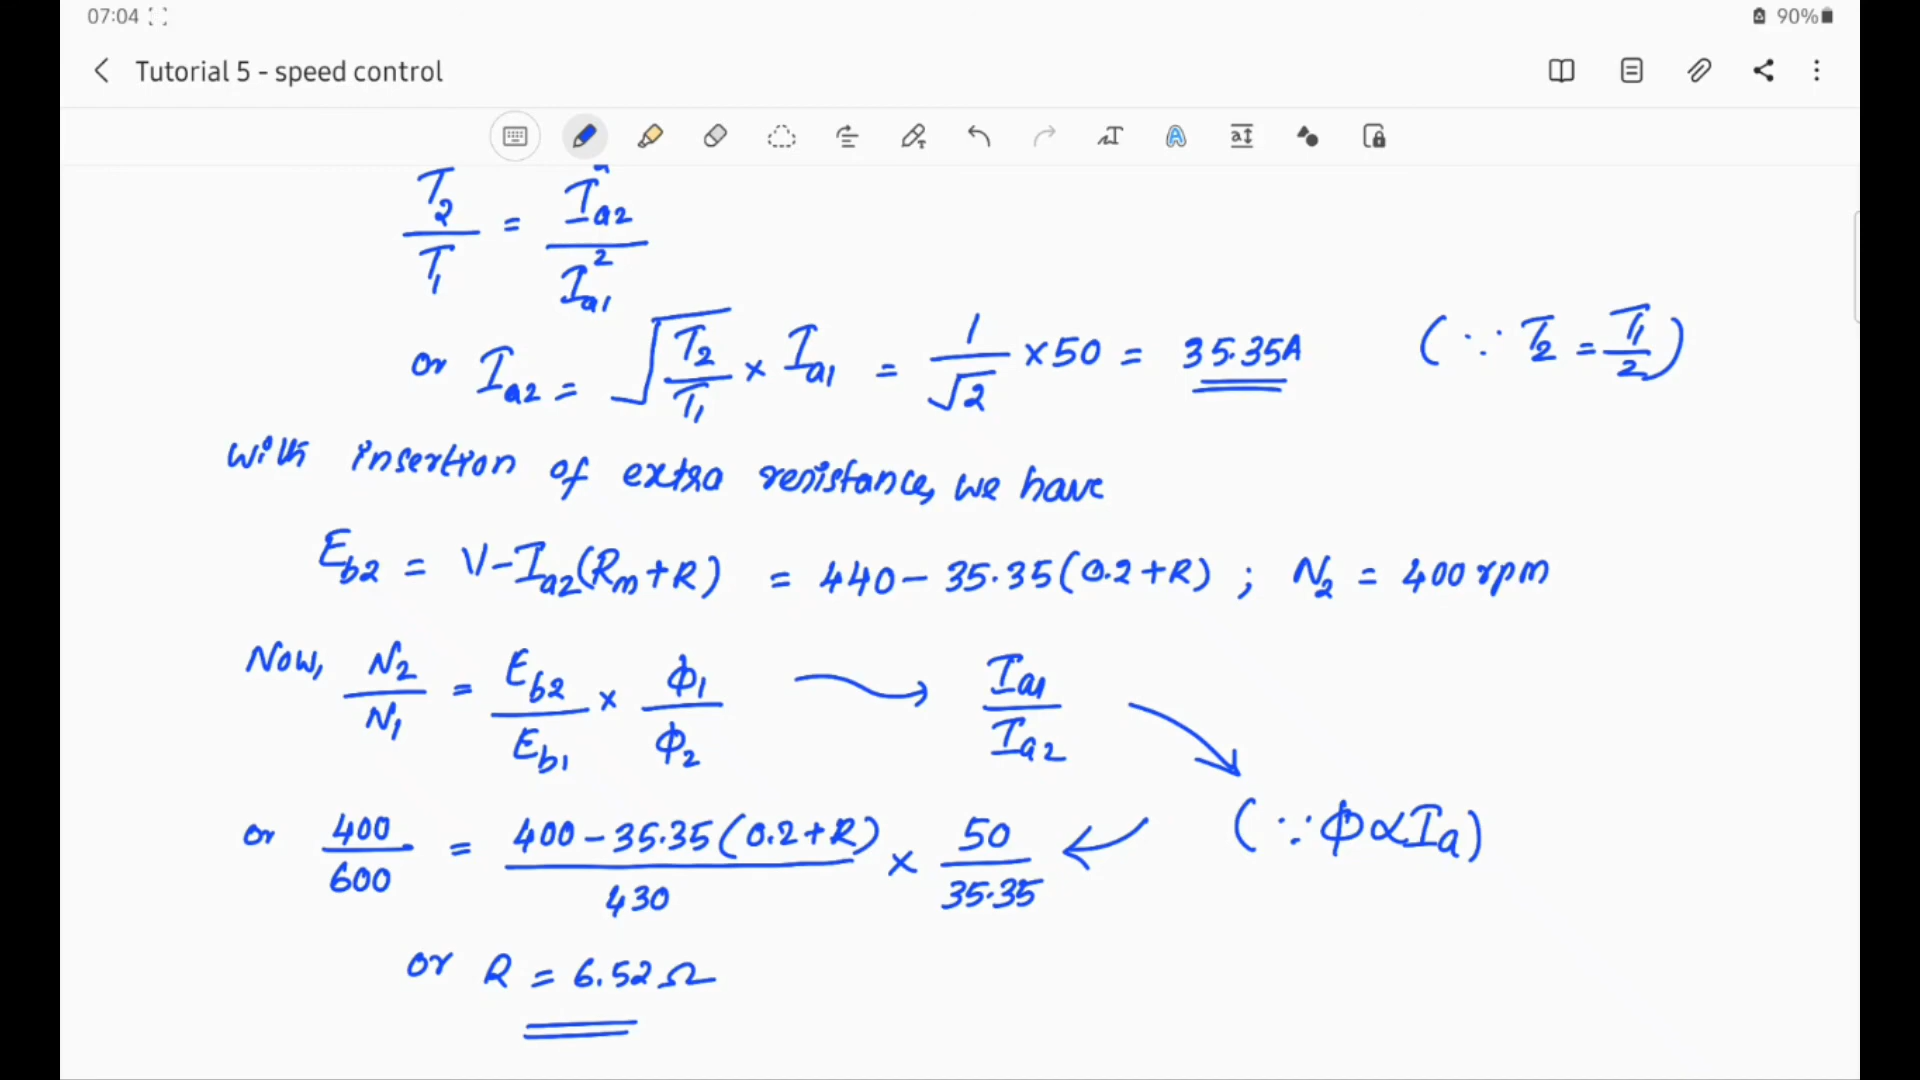 07:04
90%
Tutorial 5 - speed control
T₂/T₁ = Ia2²/Ia1²
or Ia2 = √(T₂/T₁) × Ia1 = 1/√2 × 50 = 35.35A (∵ T₂ = T₁/2)
with insertion of extra resistance, we have
Eb2 = V - Ia2(Rm + R) = 440 - 35.35(0.2 + R) ; N₂ = 400 rpm
Now, N₂/N₁ = Eb2/Eb1 × ϕ₁/ϕ₂ → Ia1/Ia2
or 400/600 = 400 - 35.35(0.2 + R)/430 × 50/35.35 ← (∵ ϕ ∝ Ia)
or R = 6.52 Ω